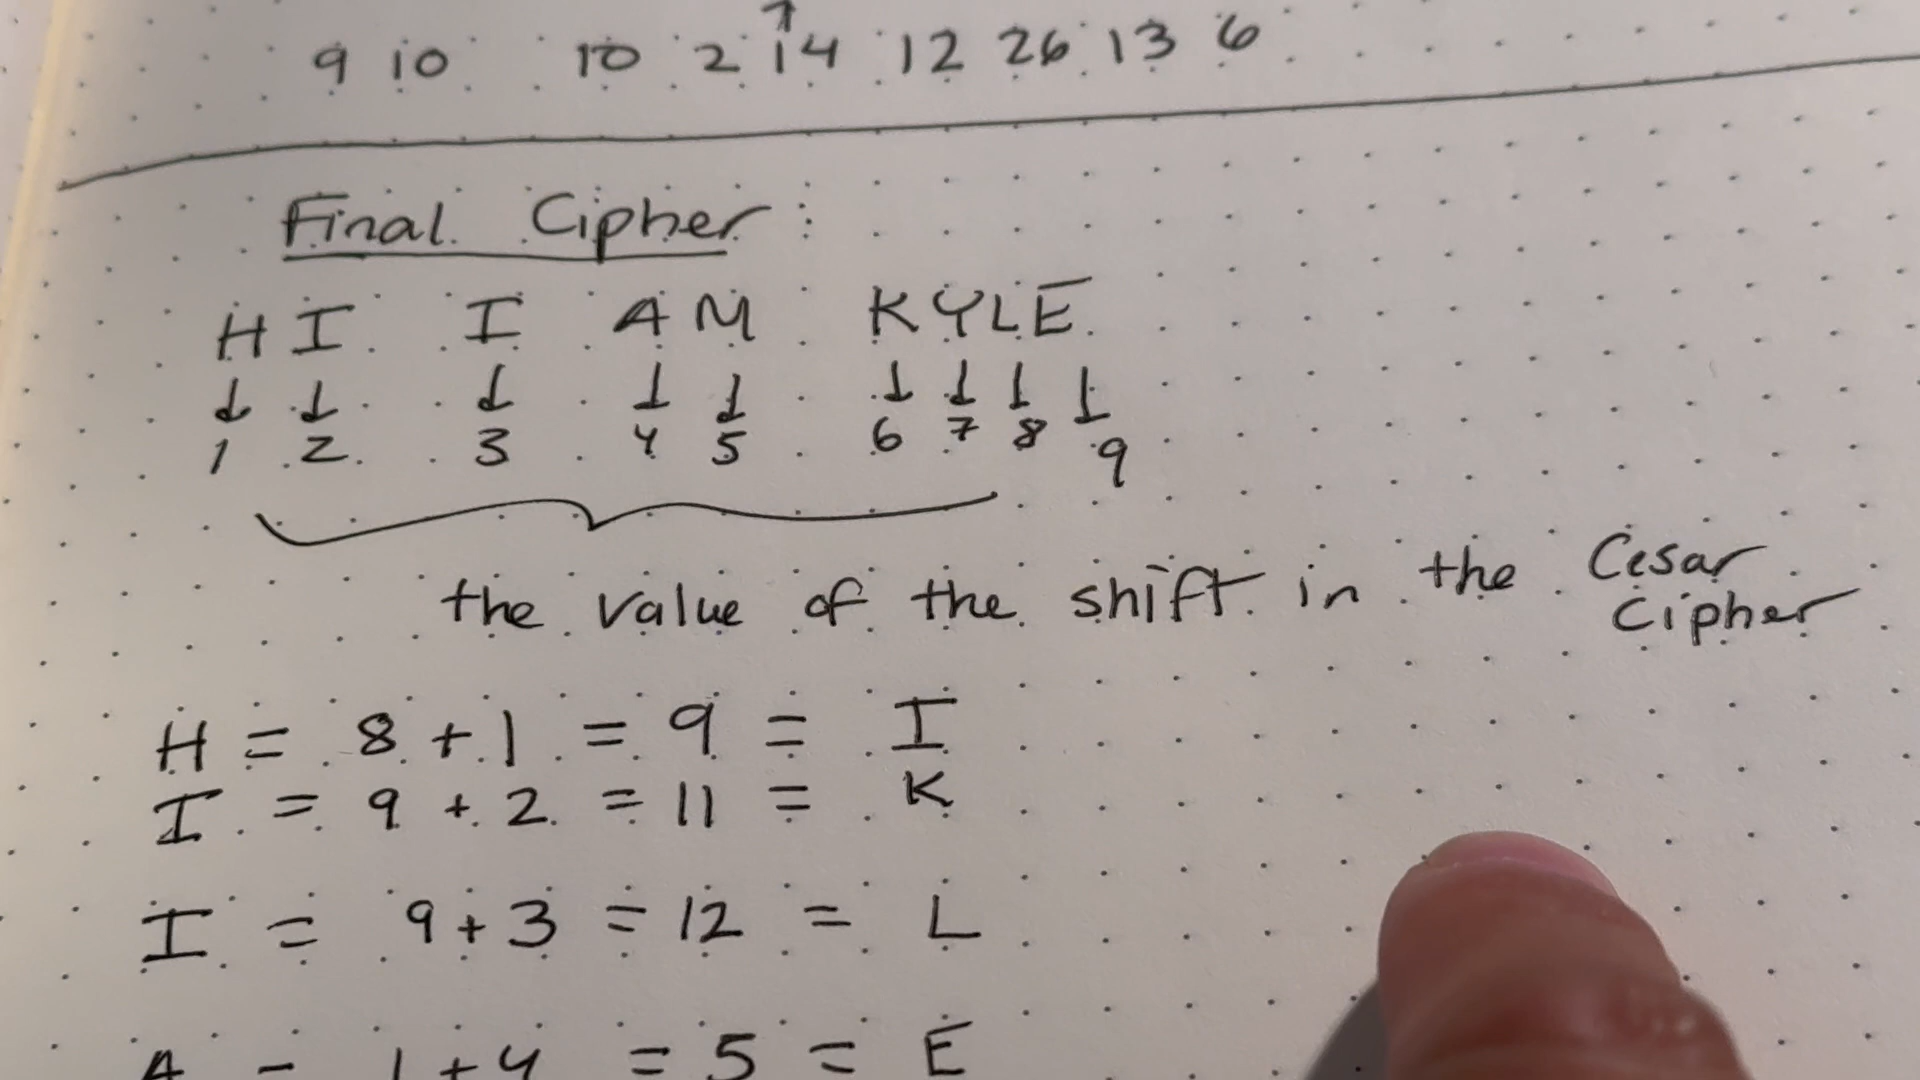 9 10 10 2 14 12 26 13 6
Final Cipher:
H I I A M KYLE
↓ ↓ ↓ ↓ ↓ ↓ ↓ ↓ ↓
1 2 3 4 5 6 7 8 9
the value of the shift in the Cesar
Cipher
H = 8 + 1 = 9 = I
I = 9 + 2 = 11 = K
I = 9 + 3 = 12 = L
A = 1 + 4 = 5 = E